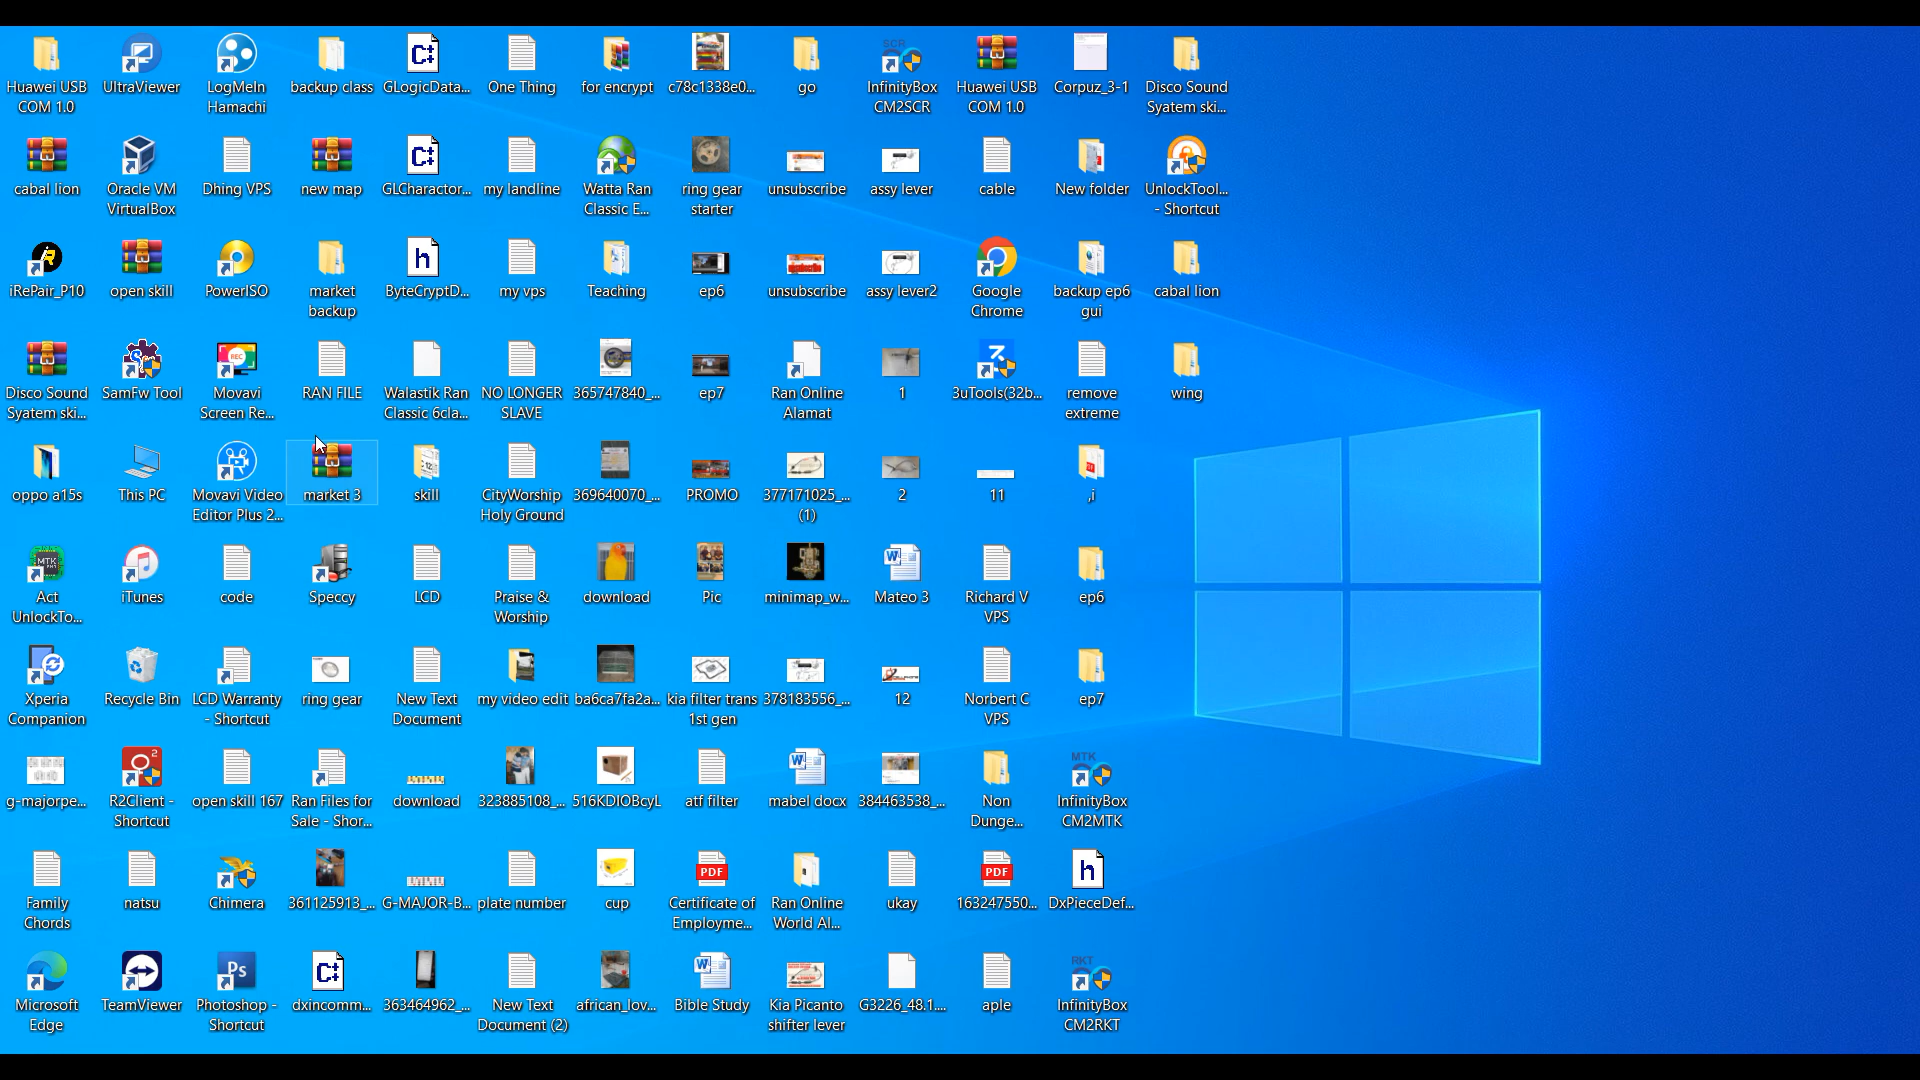 Huawei USB
COM 1.0
UltraViewer
LogMeIn
Hamachi
backup class
GLogicData...
One Thing
for encrypt
c78c1338e0...
go
SCR
InfinityBox
CM2SCR
Huawei USB
COM 1.0
Corpuz_3-1
Disco Sound
Syatem ski...
cabal lion
Oracle VM
VirtualBox
Dhing VPS
new map
GLCharactor...
my landline
Watta Ran
Classic E...
ring gear
starter
unsubscribe
assy lever
cable
New folder
UnlockTool...
- Shortcut
iRePair_P10
open skill
PowerISO
market
backup
ByteCryptD...
my vps
Teaching
ep6
unsubscribe
assy lever2
Google
Chrome
backup ep6
gui
cabal lion
Disco Sound
Syatem ski...
SamFw Tool
REC
Movavi
Screen Re...
RAN FILE
Walastik Ran
Classic 6cla...
NO LONGER
SLAVE
365747840_...
ep7
Ran Online
Alamat
1
3uTools(32b...
remove
extreme
wing
oppo a15s
This PC
Movavi Video
Editor Plus 2...
market 3
skill
CityWorship
Holy Ground
369640070_...
PROMO
377171025_...
(1)
2
11
,i
MTK
Act
UnlockTo...
iTunes
code
Speccy
LCD
Praise &
Worship
download
Pic
minimap_w...
Mateo 3
Richard V
VPS
ep6
Xperia
Companion
Recycle Bin
LCD Warranty
- Shortcut
ring gear
New Text
Document
my video edit
ba6ca7fa2a...
kia filter trans
1st gen
378183556_...
12
Norbert C
VPS
ep7
g-majorpe...
R2Client -
Shortcut
open skill 167
Ran Files for
Sale - Shor...
download
323885108_...
516KDIOBcyL
atf filter
mabel docx
384463538_...
Non
Dunge...
MTK
InfinityBox
CM2MTK
Family
Chords
natsu
Chimera
361125913_...
G-MAJOR-B...
plate number
cup
PDF
Certificate of
Employme...
Ran Online
World Al...
ukay
PDF
163247550...
h
DxPieceDef...
Microsoft
Edge
TeamViewer
Ps
Photoshop -
Shortcut
dxincomm...
363464962_...
New Text
Document (2)
african_lov...
Bible Study
Kia Picanto
shifter lever
G3226_48.1....
aple
RKT
InfinityBox
CM2RKT